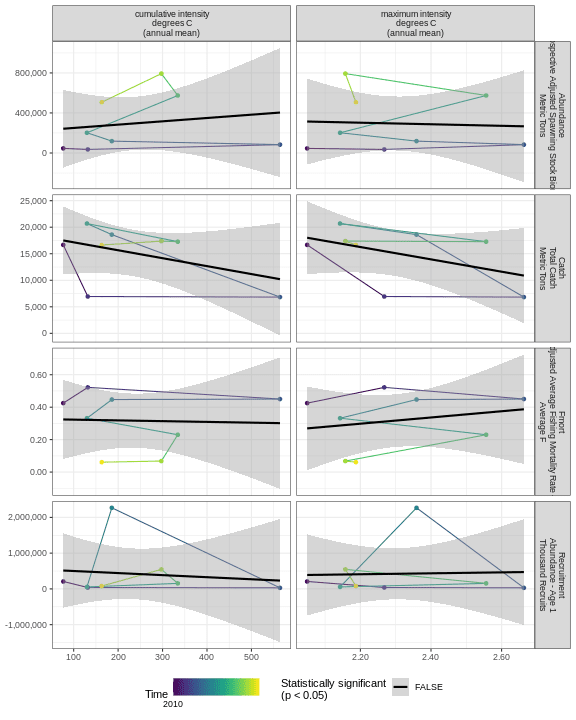 cumulative intensity
degrees C
(annual mean)
maximum intensity
degrees C
(annual mean)
800,000
400,000
0
Abundance
Adjusted Spawning Stock
Metric Tons
25,000
20,000
15,000
10,000
5,000
0
Catch
Total Catch
Metric Tons
0.60
0.40
0.20
0.00
Fmort
Average Fishing Mortality Rate
Average F
2,000,000
1,000,000
0
-1,000,000
Recruitment
Abundance - Age 1
Thousand Recruits
100 200 300 400 500
2.20 2.40 2.60
Time
2010
Statistically significant
(p < 0.05)
FALSE